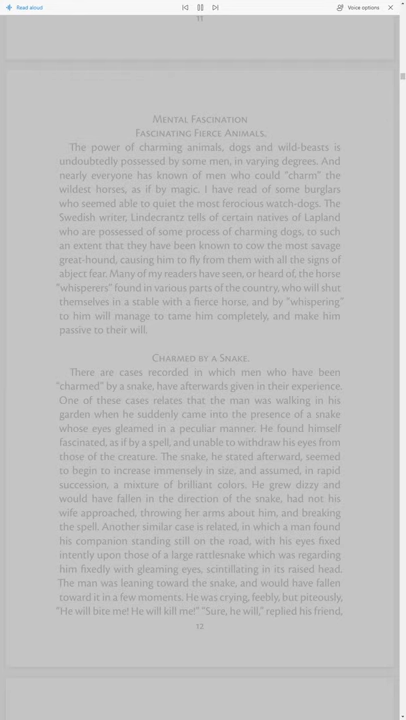 Read aloud
Voice options
11
MENTAL FASCINATION
FASCINATING FIERCE ANIMALS.
The power of charming animals, dogs and wild-beasts is
undoubtedly possessed by some men, in varying degrees. And
nearly everyone has known of men who could "charm" the
wildest horses, as if by magic. I have read of some burglars
who seemed able to quiet the most ferocious watch-dogs. The
Swedish writer, Lindecrantz tells of certain natives of Lapland
who are possessed of some process of charming dogs, to such
an extent that they have been known to cow the most savage
great-hound, causing him to fly from them with all the signs of
abject fear. Many of my readers have seen, or heard of, the horse
"whisperers" found in various parts of the country, who will shut
themselves in a stable with a fierce horse, and by "whispering"
to him will manage to tame him completely, and make him
passive to their will.
CHARMED BY A SNAKE.
There are cases recorded in which men who have been
"charmed" by a snake, have afterwards given in their experience.
One of these cases relates that the man was walking in his
garden when he suddenly came into the presence of a snake
whose eyes gleamed in a peculiar manner. He found himself
fascinated, as if by a spell, and unable to withdraw his eyes from
those of the creature. The snake, he stated afterward, seemed
to begin to increase immensely in size, and assumed, in rapid
succession, a mixture of brilliant colors. He grew dizzy and
would have fallen in the direction of the snake, had not his
wife approached, throwing her arms about him, and breaking
the spell. Another similar case is related, in which a man found
his companion standing still on the road, with his eyes fixed
intently upon those of a large rattlesnake which was regarding
him fixedly with gleaming eyes, scintillating in its raised head.
The man was leaning toward the snake, and would have fallen
toward it in a few moments. He was crying, feebly, but piteously,
"He will bite me! He will kill me!" "Sure, he will," replied his friend,
12